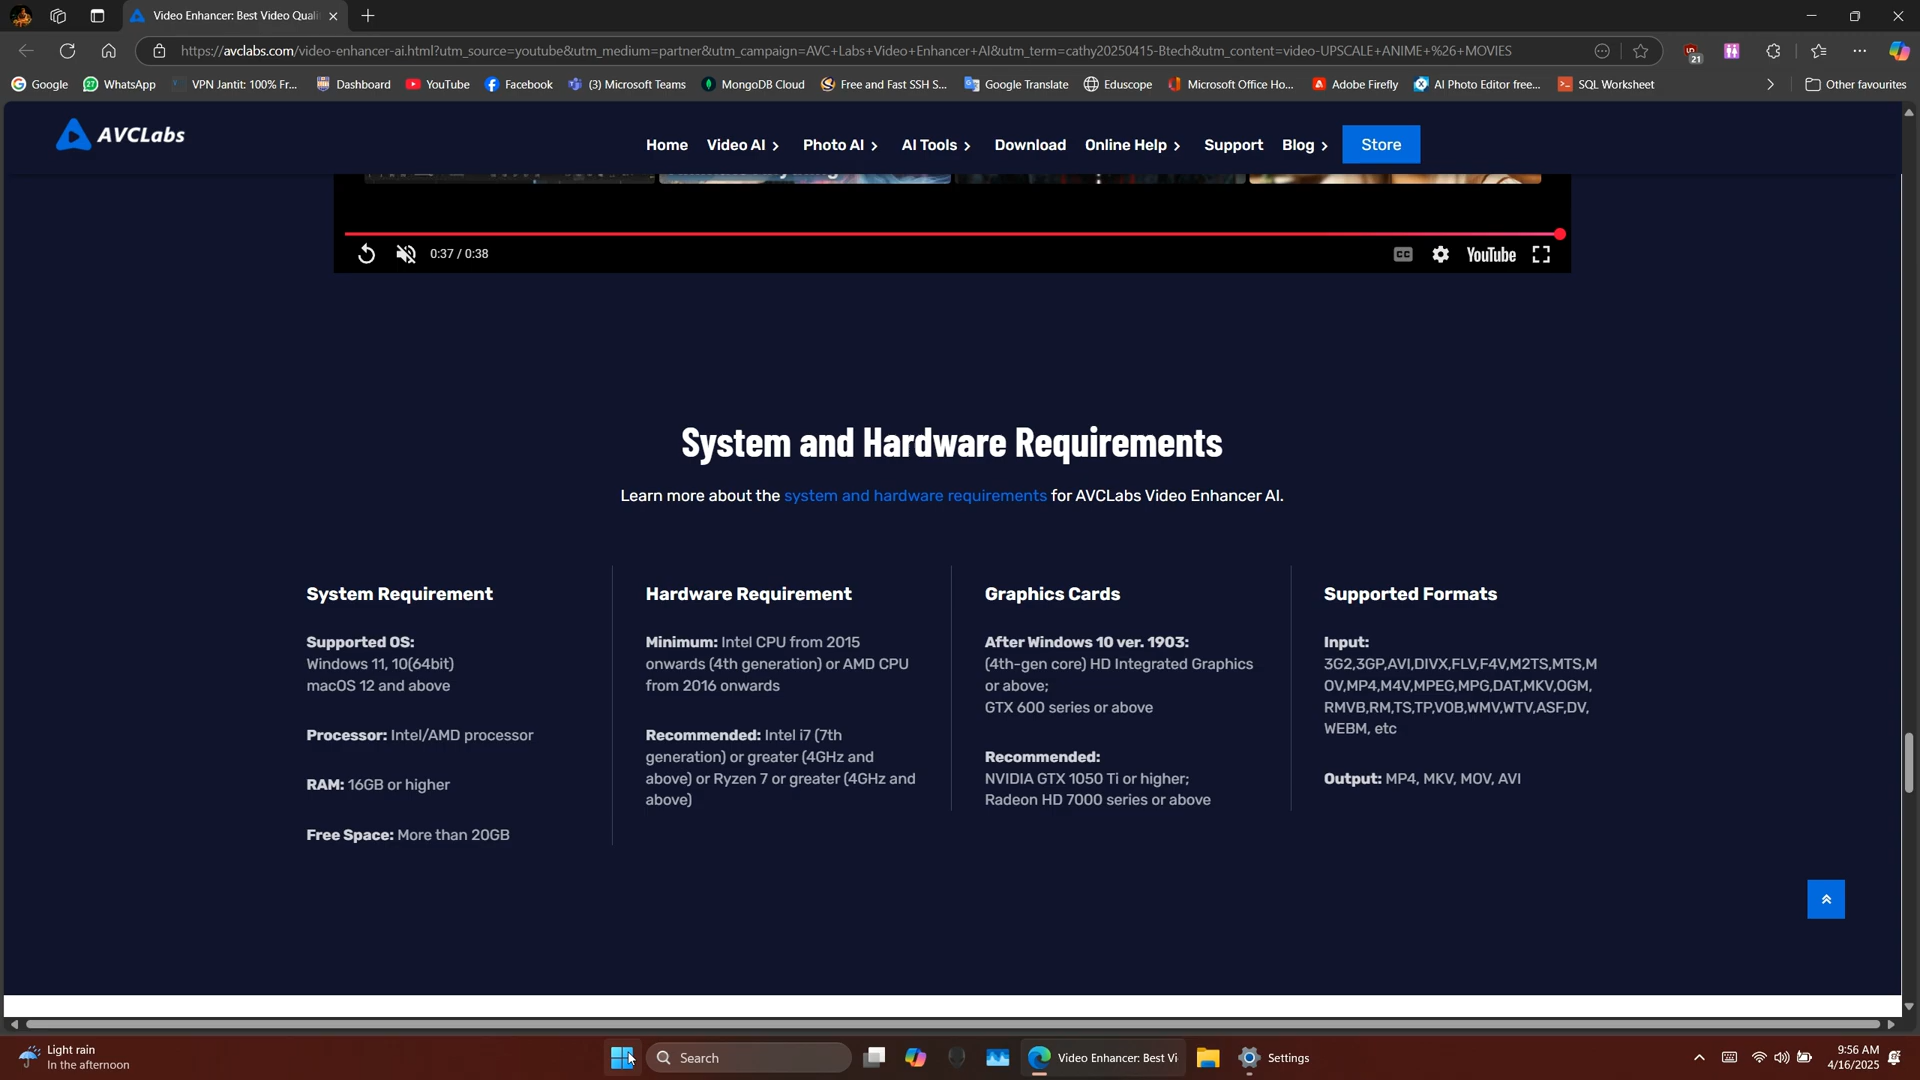 Video Enhancer: Best Video Quali
https://avclabs.com/video-enhancer-ai.html?utm_source=youtube&utm_medium=partner&utm_campaign=AVC+Labs+Video+Enhancer+AI&utm_term=cathy20250415-Btech&utm_content=video-UPSCALE+ANIME+%26+MOVIES
21
Google
27
WhatsApp
VPN Jantit: 100% Fr...
Dashboard
YouTube
Facebook
(3) Microsoft Teams
MongoDB Cloud
Free and Fast SSH S...
Google Translate
Eduscope
Microsoft Office Ho...
Adobe Firefly
AI Photo Editor free...
SQL Worksheet
Other favourites
AVCLabs
Home
Video AI
Photo AI
AI Tools
Download
Online Help
Support
Blog
Store
0:37 / 0:38
CC
YouTube
System and Hardware Requirements
Learn more about the system and hardware requirements for AVCLabs Video Enhancer AI.
System Requirement
Supported OS:
Windows 11, 10(64bit)
macOS 12 and above
Processor: Intel/AMD processor
RAM: 16GB or higher
Free Space: More than 20GB
Hardware Requirement
Minimum: Intel CPU from 2015
onwards (4th generation) or AMD CPU
from 2016 onwards
Recommended: Intel i7 (7th
generation) or greater (4GHz and
above) or Ryzen 7 or greater (4GHz and
above)
Graphics Cards
After Windows 10 ver. 1903:
(4th-gen core) HD Integrated Graphics
or above;
GTX 600 series or above
Recommended:
NVIDIA GTX 1050 Ti or higher;
Radeon HD 7000 series or above
Supported Formats
Input:
3G2,3GP,AVI,DIVX,FLV,F4V,M2TS,MTS,M
OV,MP4,M4V,MPEG,MPG,DAT,MKV,OGM,
RMVB,RM,TS,TP,VOB,WMV,WTV,ASF,DV,
WEBM, etc
Output: MP4, MKV, MOV, AVI
Light rain
In the afternoon
Search
Video Enhancer: Best Vi
Settings
9:56 AM
4/16/2025